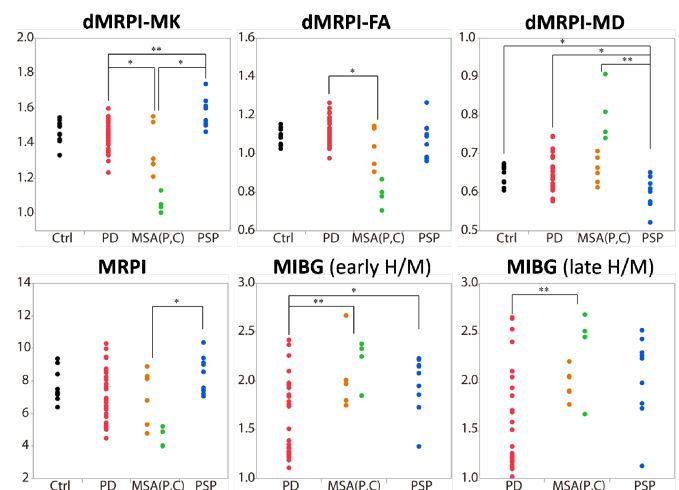 dMRPI-MK dMRPI-FA dMRPI-MD
2.0 1.6 1.0
** * *
* * * **
1.8 1.4 0.9
1.6 1.2 0.8
1.4 1.0 0.7
1.2 0.8 0.6
1.0 0.6 0.5
Ctrl PD MSA(P,C) PSP Ctrl PD MSA(P,C) PSP Ctrl PD MSA(P,C) PSP
MRPI MIBG (early H/M) MIBG (late H/M)
14 3.0 3.0
* * **
**
12
10 2.5 2.5
8 2.0 2.0
6
4 1.5 1.5
2 1.0 1.0
Ctrl PD MSA(P,C) PSP PD MSA(P,C) PSP PD MSA(P,C) PSP